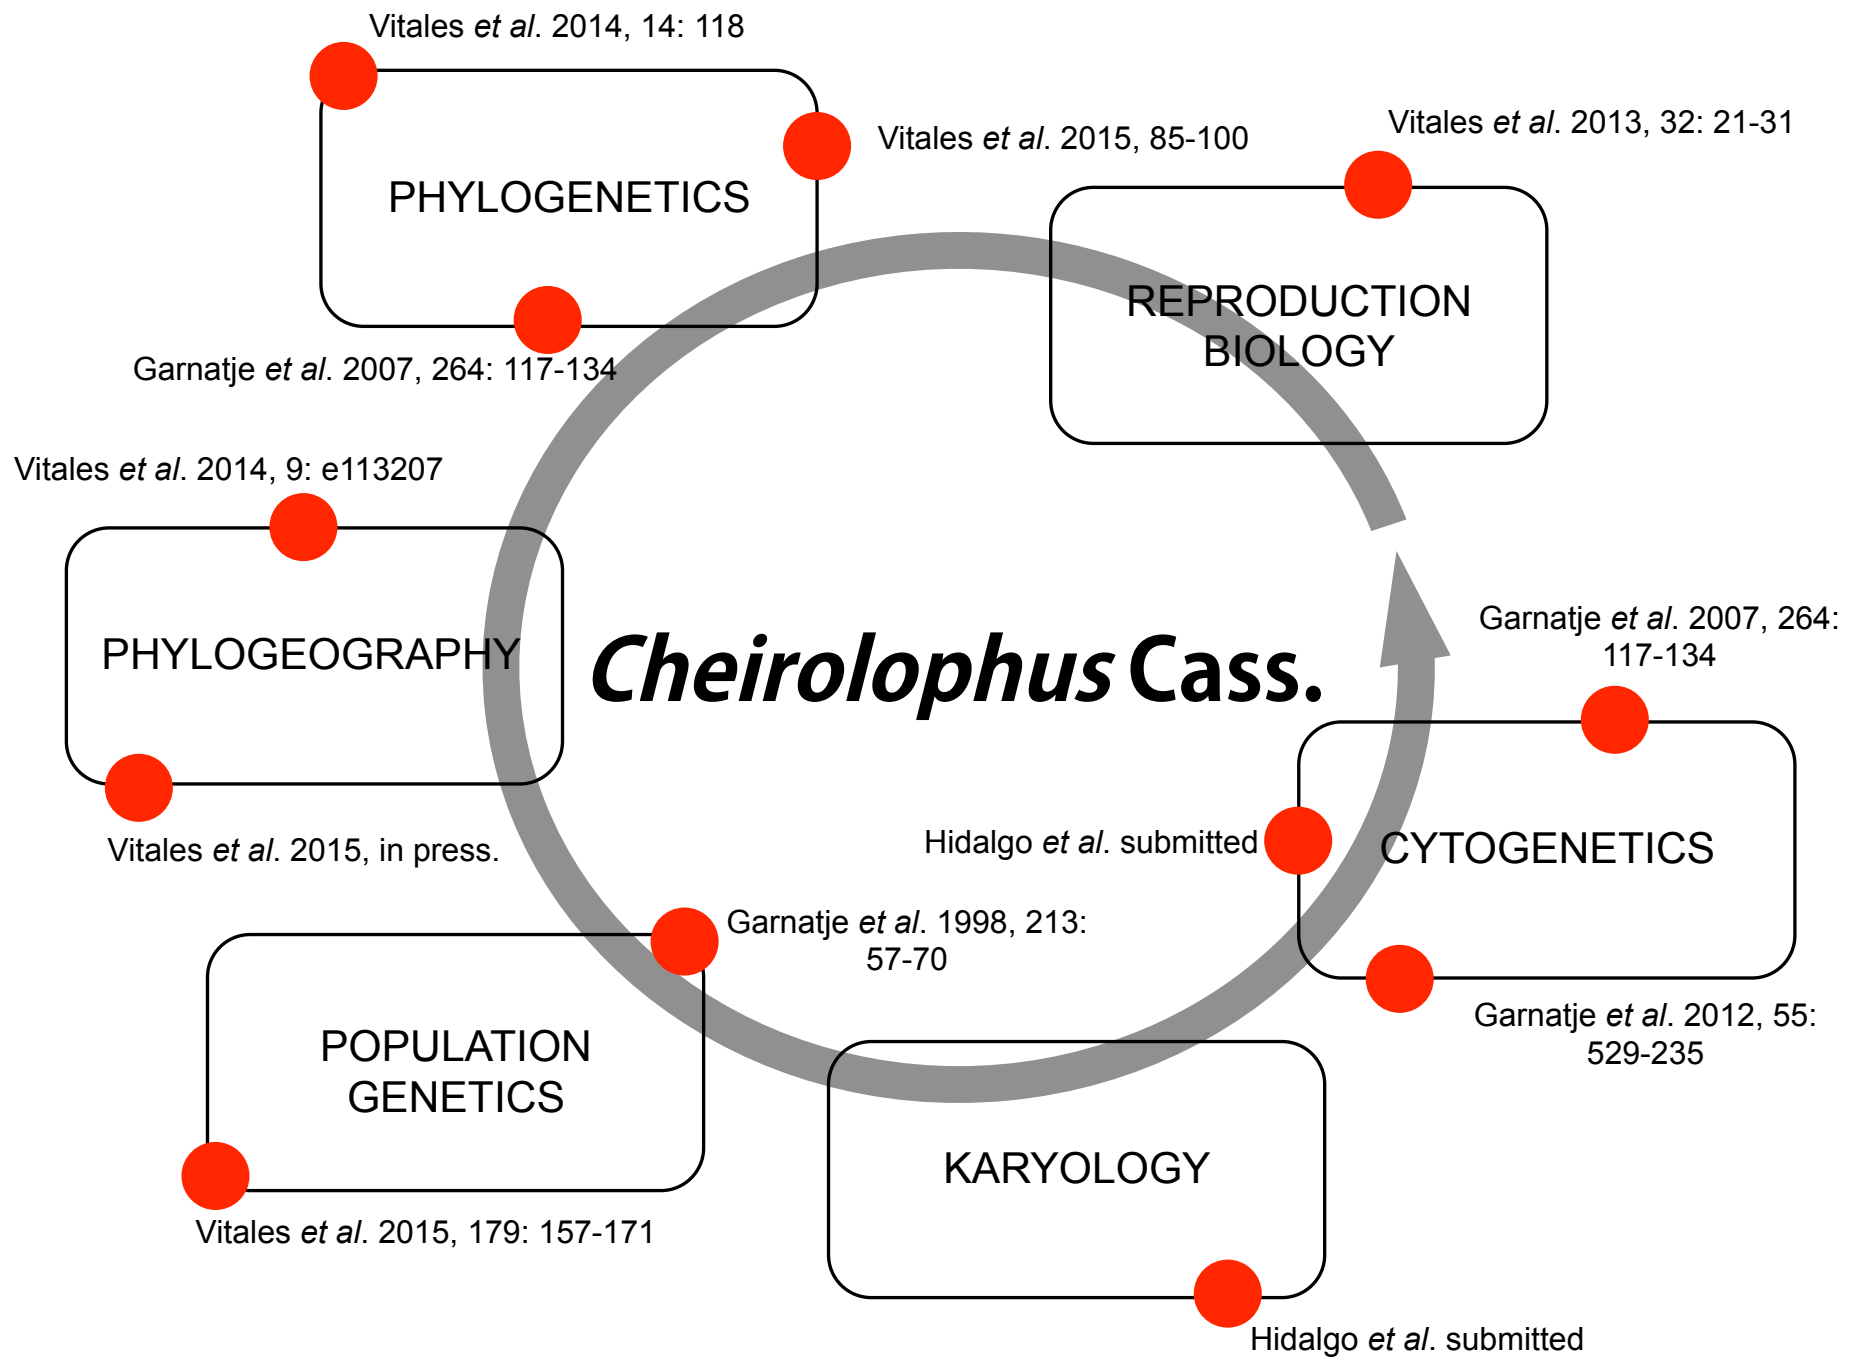 Vitales et al. 2014, 14: 118
Vitales et al. 2015, 85-100
Vitales et al. 2013, 32: 21-31
PHYLOGENETICS
REPRODUCTION
BIOLOGY
Garnatje et al. 2007, 264: 117-134
Vitales et al. 2014, 9: e113207
PHYLOGEOGRAPHY
Cheirolophus Cass.
Garnatje et al. 2007, 264:
117-134
Vitales et al. 2015, in press.
Hidalgo et al. submitted
CYTOGENETICS
Garnatje et al. 1998, 213:
57-70
Garnatje et al. 2012, 55:
529-235
POPULATION
GENETICS
KARYOLOGY
Vitales et al. 2015, 179: 157-171
Hidalgo et al. submitted